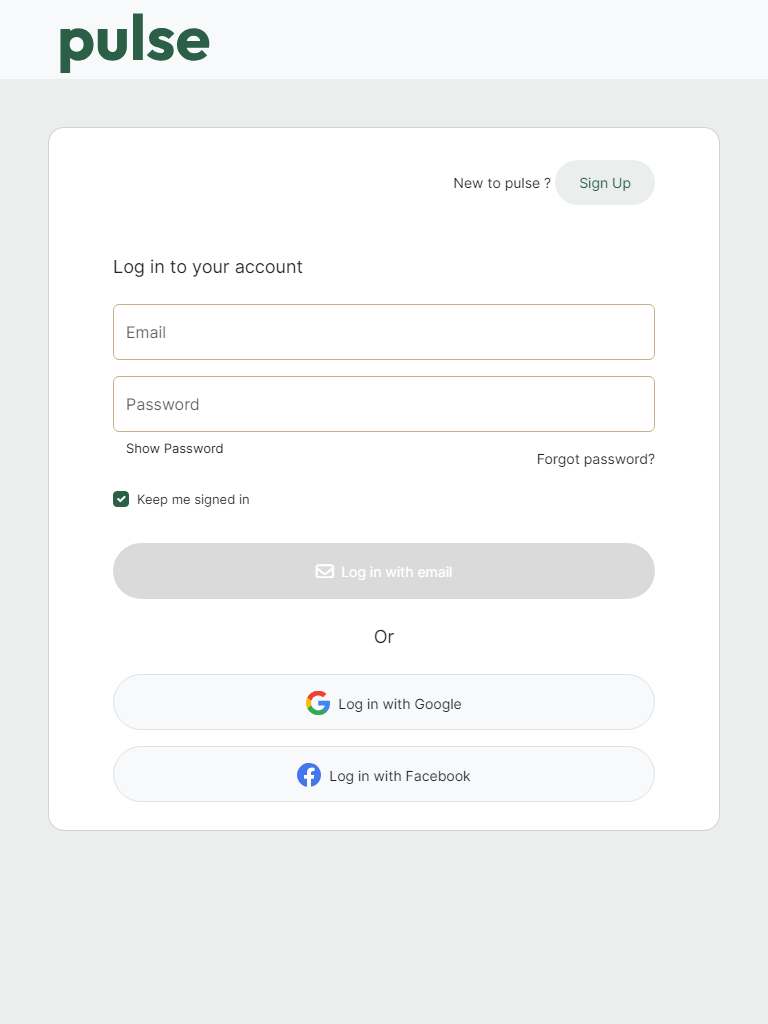 pulse
New to pulse ? Sign Up
Log in to your account
Email
Password
Show Password
Forgot password?
Keep me signed in
Log in with email
Or
Log in with Google
Log in with Facebook